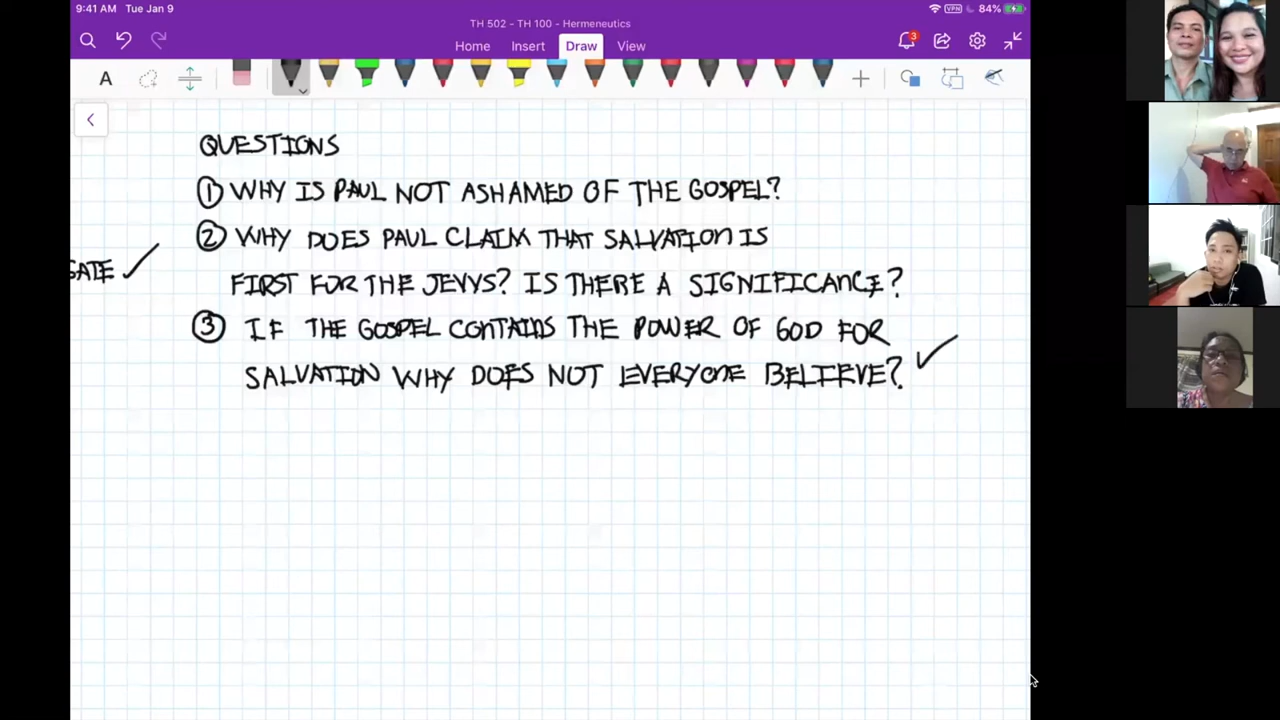 9:41 AM Tue Jan 9
VPN 84%
TH 502 - TH 100 - Hermeneutics
Home Insert Draw View
3
A
QUESTIONS
1 WHY IS PAUL NOT ASHAMED OF THE GOSPEL?
2 WHY DOES PAUL CLAIM THAT SALVATION IS
FIRST FOR THE JEWS? IS THERE A SIGNIFICANCE?
GATE
3 IF THE GOSPEL CONTAINS THE POWER OF GOD FOR
SALVATION WHY DOES NOT EVERYONE BELIEVE?